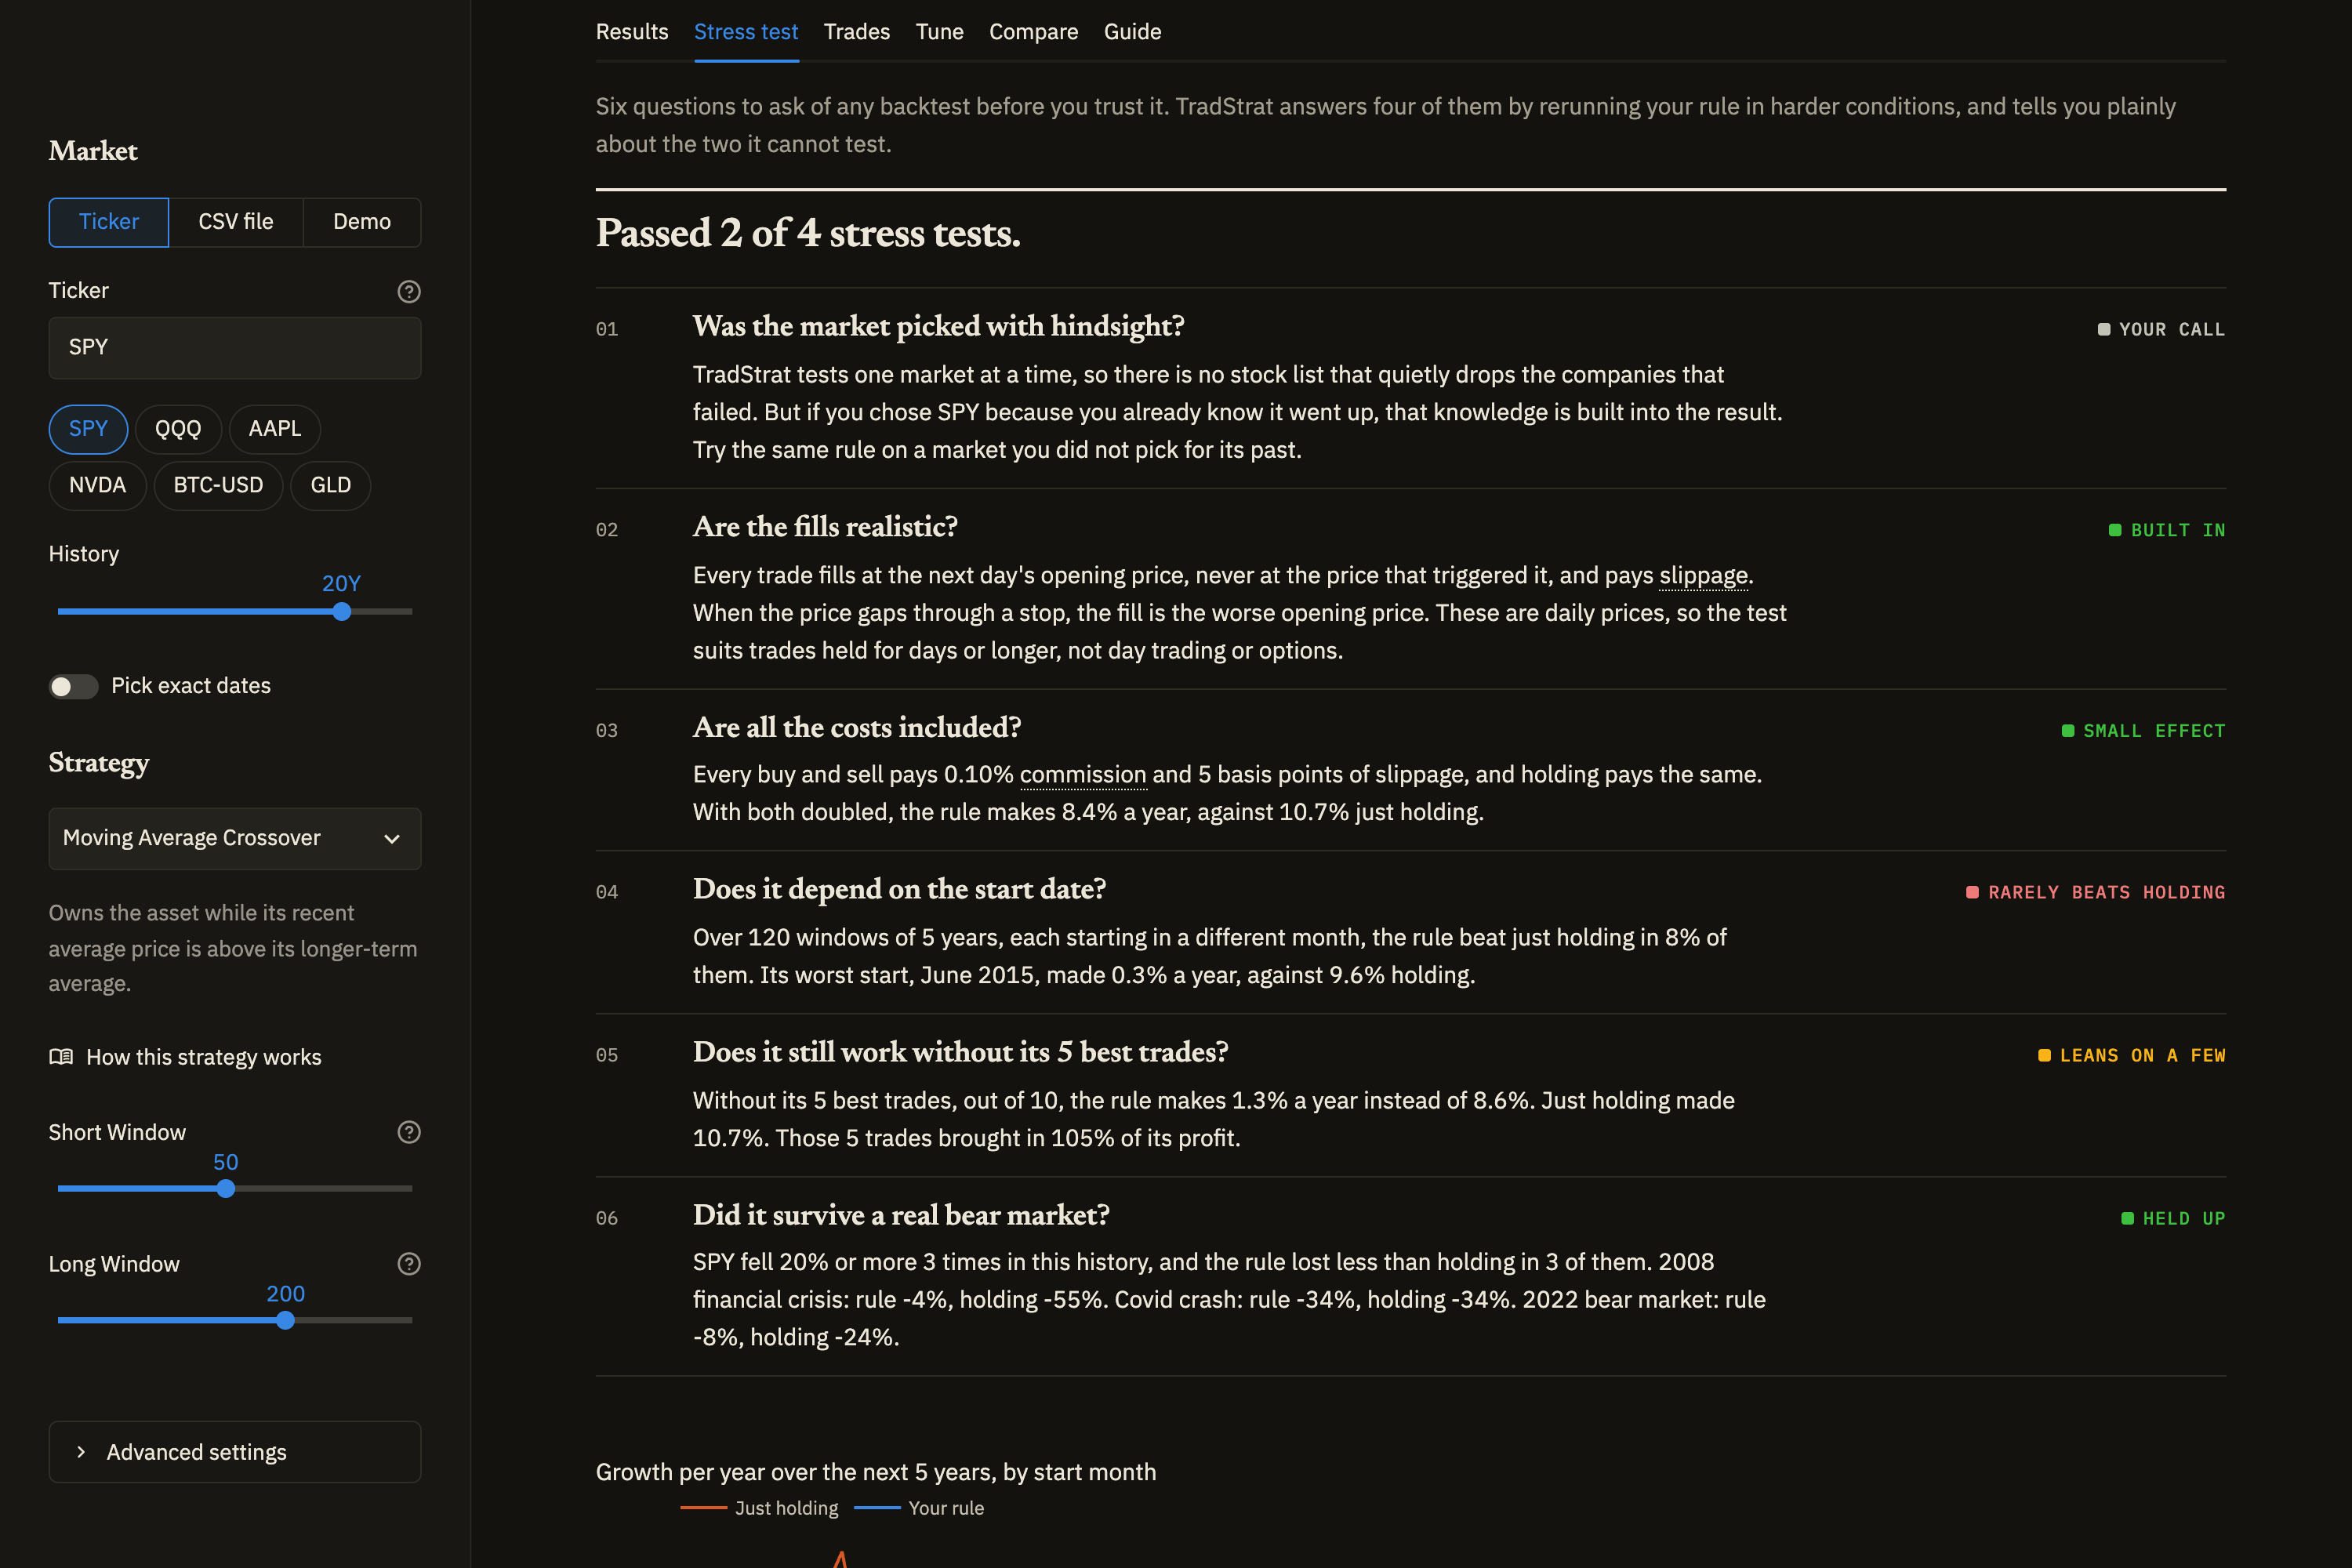 Market
Ticker
CSV file
Demo
Ticker
SPY
SPY
QQQ
AAPL
NVDA
BTC-USD
GLD
History
20Y
Pick exact dates
Strategy
Moving Average Crossover
Owns the asset while its recent
average price is above its longer-term
average.
How this strategy works
Short Window
50
Long Window
200
Advanced settings
Results
Stress test
Trades
Tune
Compare
Guide
Six questions to ask of any backtest before you trust it. TradStrat answers four of them by rerunning your rule in harder conditions, and tells you plainly
about the two it cannot test.
Passed 2 of 4 stress tests.
01
Was the market picked with hindsight?
YOUR CALL
TradStrat tests one market at a time, so there is no stock list that quietly drops the companies that
failed. But if you chose SPY because you already know it went up, that knowledge is built into the result.
Try the same rule on a market you did not pick for its past.
02
Are the fills realistic?
BUILT IN
Every trade fills at the next day's opening price, never at the price that triggered it, and pays slippage.
When the price gaps through a stop, the fill is the worse opening price. These are daily prices, so the test
suits trades held for days or longer, not day trading or options.
03
Are all the costs included?
SMALL EFFECT
Every buy and sell pays 0.10% commission and 5 basis points of slippage, and holding pays the same.
With both doubled, the rule makes 8.4% a year, against 10.7% just holding.
04
Does it depend on the start date?
RARELY BEATS HOLDING
Over 120 windows of 5 years, each starting in a different month, the rule beat just holding in 8% of
them. Its worst start, June 2015, made 0.3% a year, against 9.6% holding.
05
Does it still work without its 5 best trades?
LEANS ON A FEW
Without its 5 best trades, out of 10, the rule makes 1.3% a year instead of 8.6%. Just holding made
10.7%. Those 5 trades brought in 105% of its profit.
06
Did it survive a real bear market?
HELD UP
SPY fell 20% or more 3 times in this history, and the rule lost less than holding in 3 of them. 2008
financial crisis: rule -4%, holding -55%. Covid crash: rule -34%, holding -34%. 2022 bear market: rule
-8%, holding -24%.
Growth per year over the next 5 years, by start month
Just holding
Your rule